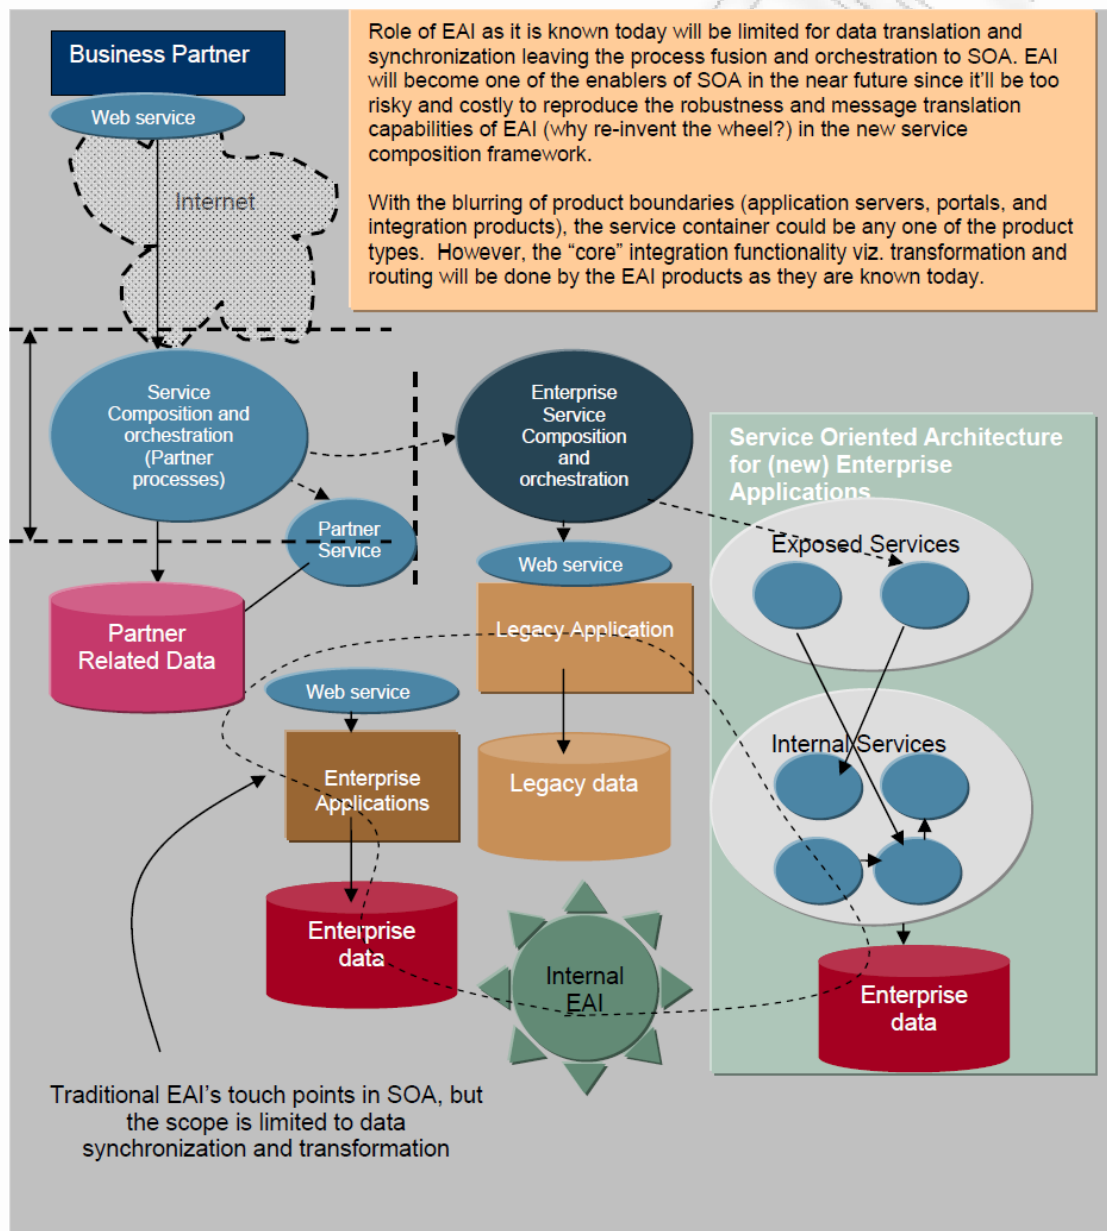 Business Partner
Web service
Internet
Role of EAI as it is known today will be limited for data translation and
synchronization leaving the process fusion and orchestration to SOA. EAI
will become one of the enablers of SOA in the near future since it'll be too
risky and costly to reproduce the robustness and message translation
capabilities of EAI (why re-invent the wheel?) in the new service
composition framework.
With the blurring of product boundaries (application servers, portals, and
integration products), the service container could be any one of the product
types.  However, the “core” integration functionality viz. transformation and
routing will be done by the EAI products as they are known today.
Service
Composition and
orchestration
(Partner
processes)
Enterprise
Service
Composition
and
orchestration
Partner
Service
Partner
Related Data
Web service
Legacy Application
Legacy data
Web service
Enterprise
Applications
Enterprise
data
Internal
EAI
Service Oriented Architecture
for (new) Enterprise
Applications
Exposed Services
Internal Services
Enterprise
data
Traditional EAI's touch points in SOA, but
the scope is limited to data
synchronization and transformation